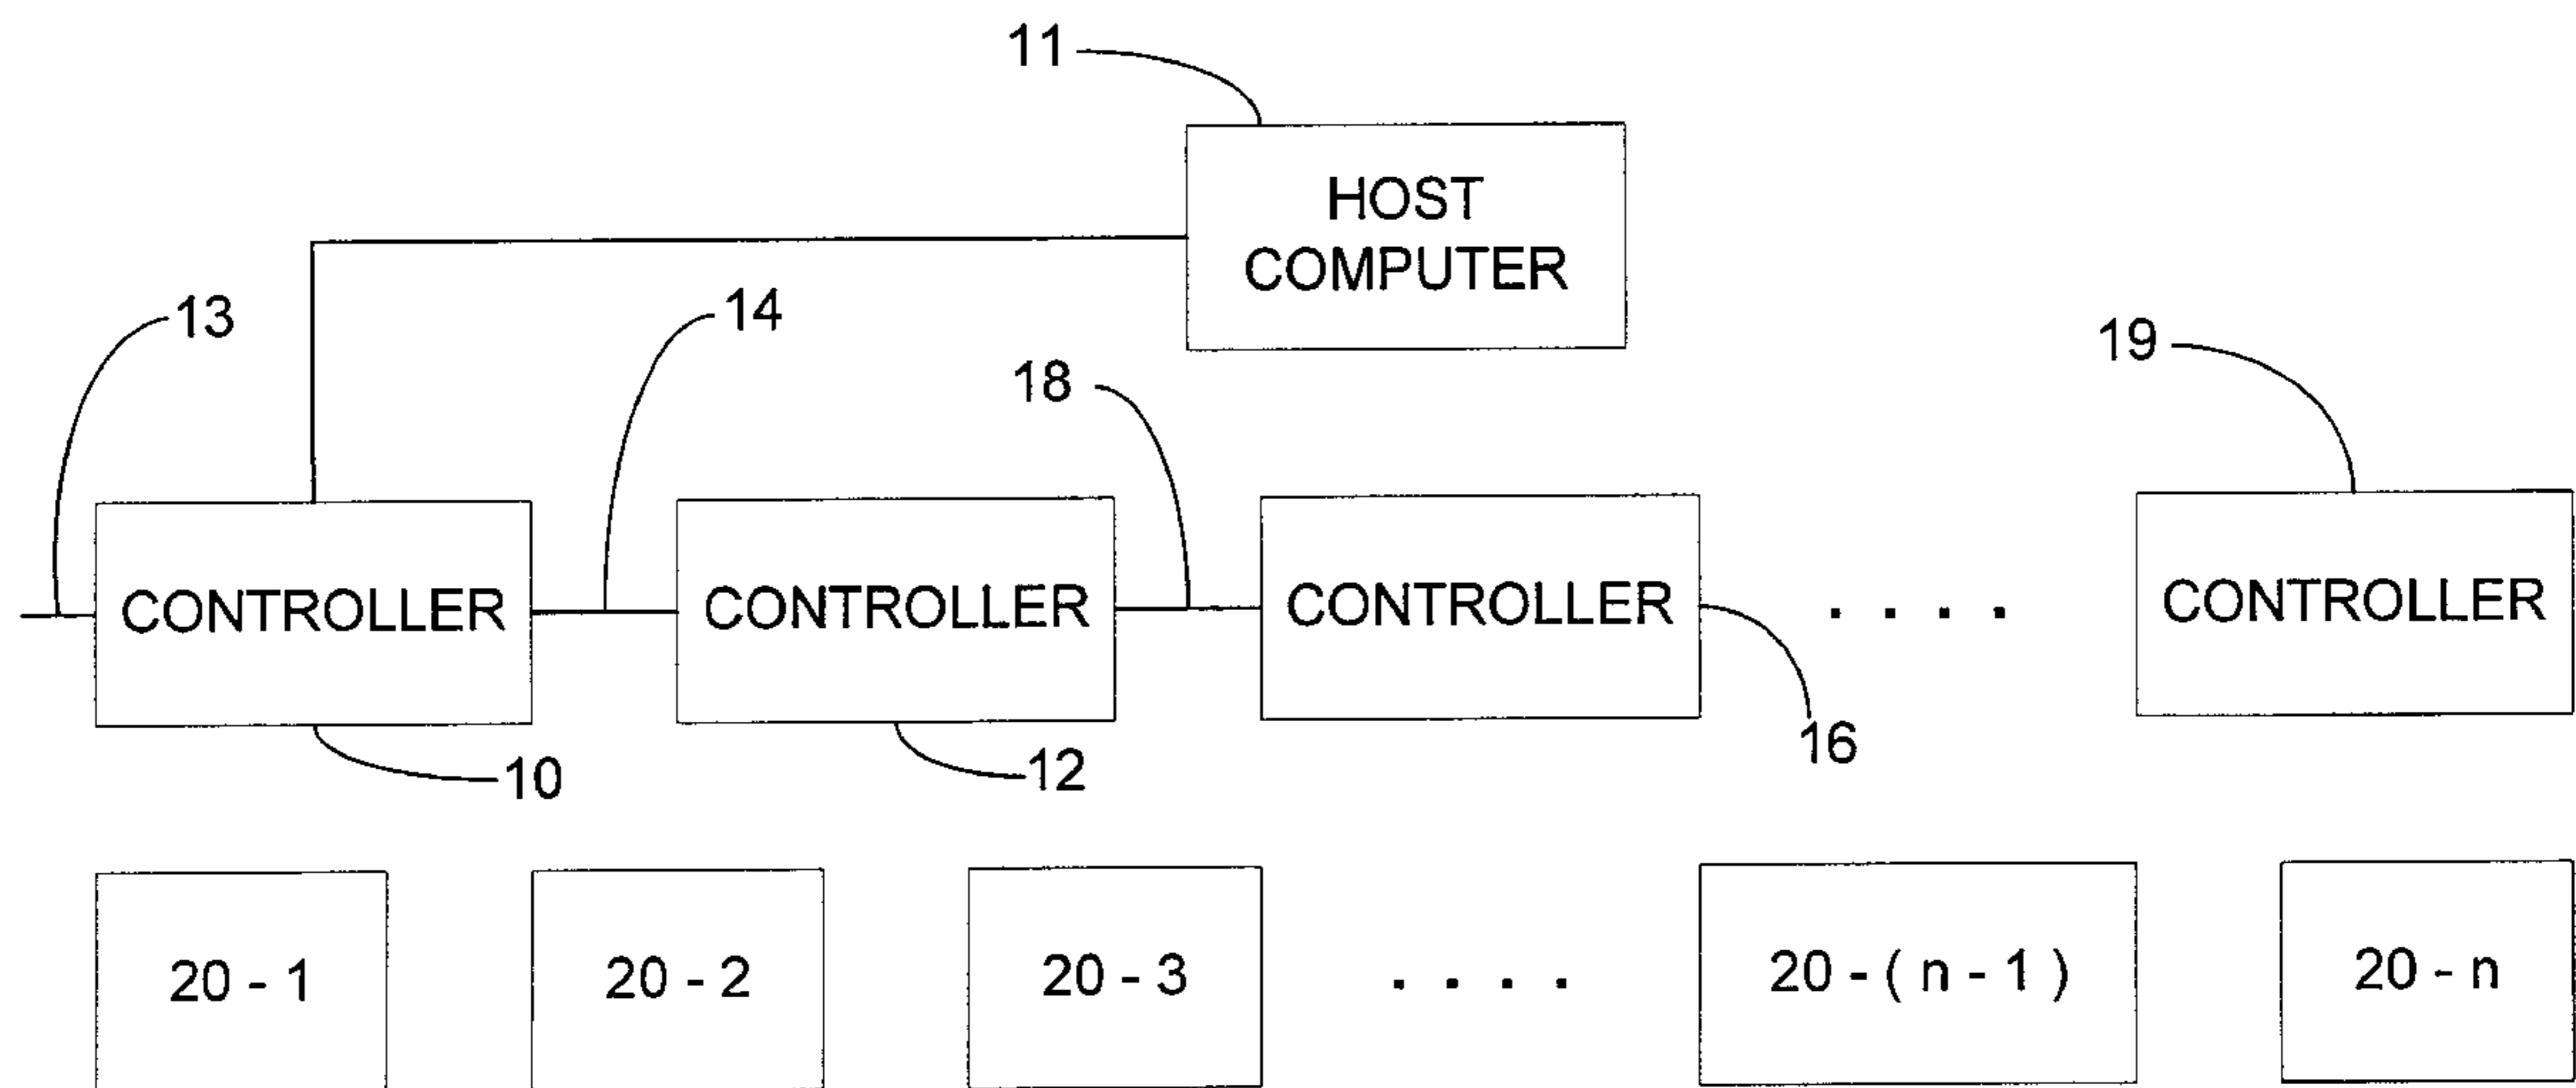 11
HOST
COMPUTER
13
14
18
19
CONTROLLER
CONTROLLER
CONTROLLER
. . . .
CONTROLLER
10
12
16
20 - 1
20 - 2
20 - 3
. . . .
20 - ( n - 1 )
20 - n